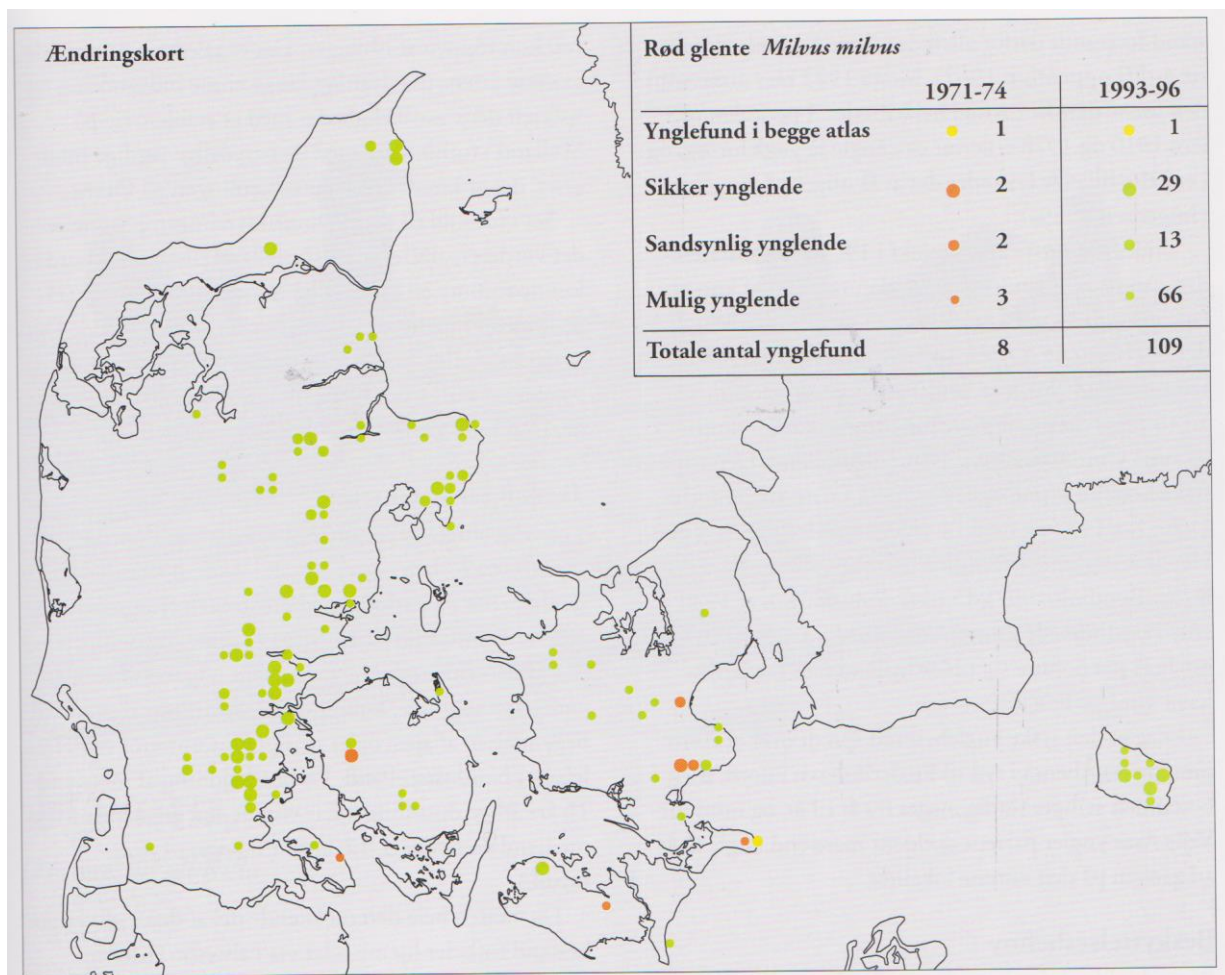 Ændringskort
Rød glente Milvus milvus
1971-74 1993-96
Ynglefund i begge atlas 1 1
Sikker ynglende 2 29
Sandsynlig ynglende 2 13
Mulig ynglende 3 66
Totale antal ynglefund 8 109